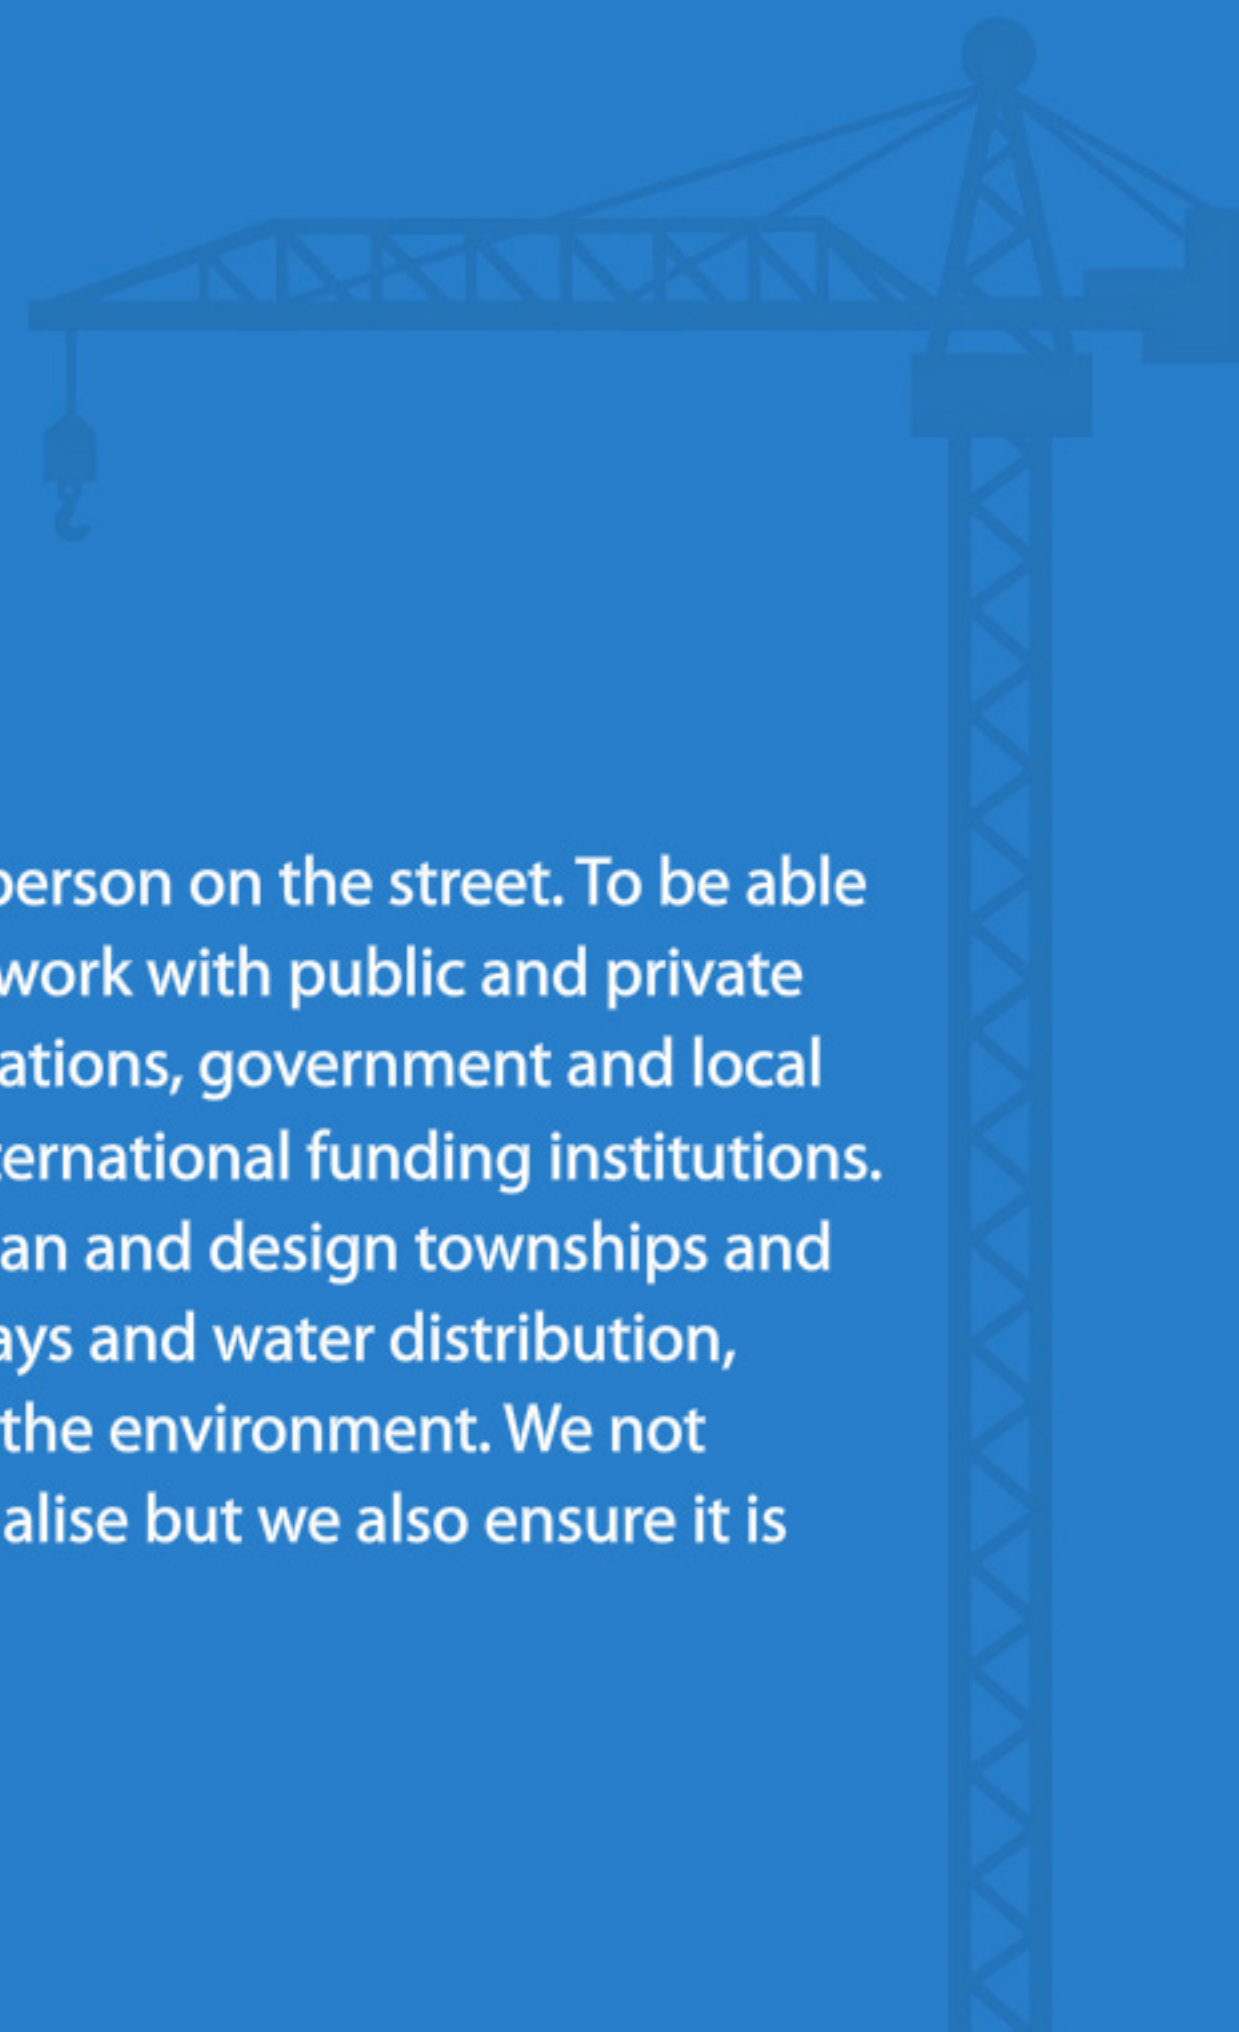 person on the street. To be able
work with public and private
ations, government and local
ternational funding institutions.
an and design townships and
ays and water distribution,
the environment. We not
alise but we also ensure it is